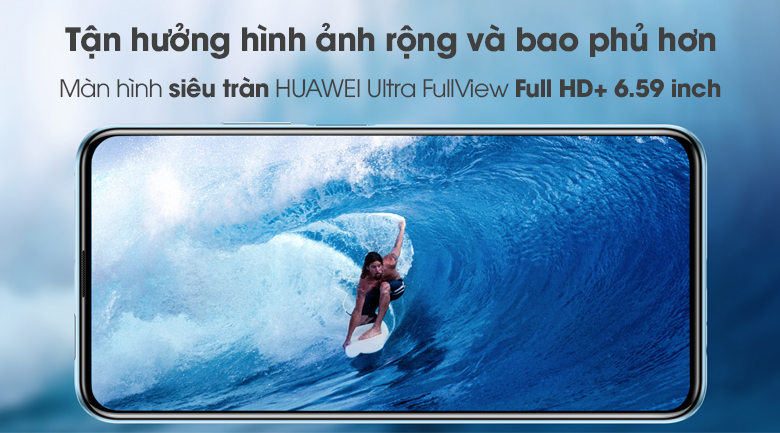 Tận hưởng hình ảnh rộng và bao phủ hơn
Màn hình siêu tràn HUAWEI Ultra FullView Full HD+ 6.59 inch